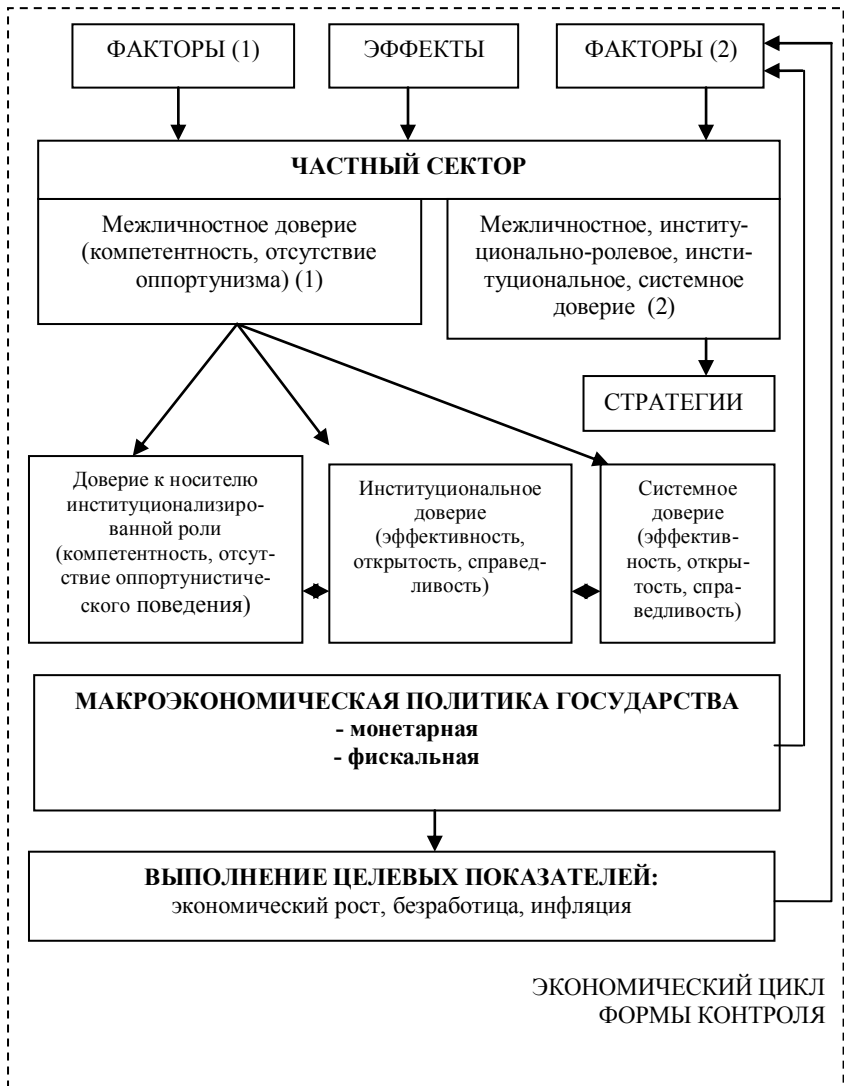 ФАКТОРЫ (1)
ЭФФЕКТЫ
ФАКТОРЫ (2)
ЧАСТНЫЙ СЕКТОР
Межличностное доверие
(компетентность, отсутствие
оппортунизма) (1)
Межличностное, институ-
ционально-ролевое, инсти-
туциональное, системное
доверие (2)
СТРАТЕГИИ
Доверие к носителю
институционализиро-
ванной роли
(компетентность, отсут-
ствие оппортунистиче-
ского поведения)
Институциональное
доверие
(эффективность,
открытость, справед-
ливость)
Системное
доверие
(эффектив-
ность, откры-
тость, спра-
ведливость)
МАКРОЭКОНОМИЧЕСКАЯ ПОЛИТИКА ГОСУДАРСТВА
- монетарная
- фискальная
ВЫПОЛНЕНИЕ ЦЕЛЕВЫХ ПОКАЗАТЕЛЕЙ:
экономический рост, безработица, инфляция
ЭКОНОМИЧЕСКИЙ ЦИКЛ
ФОРМЫ КОНТРОЛЯ